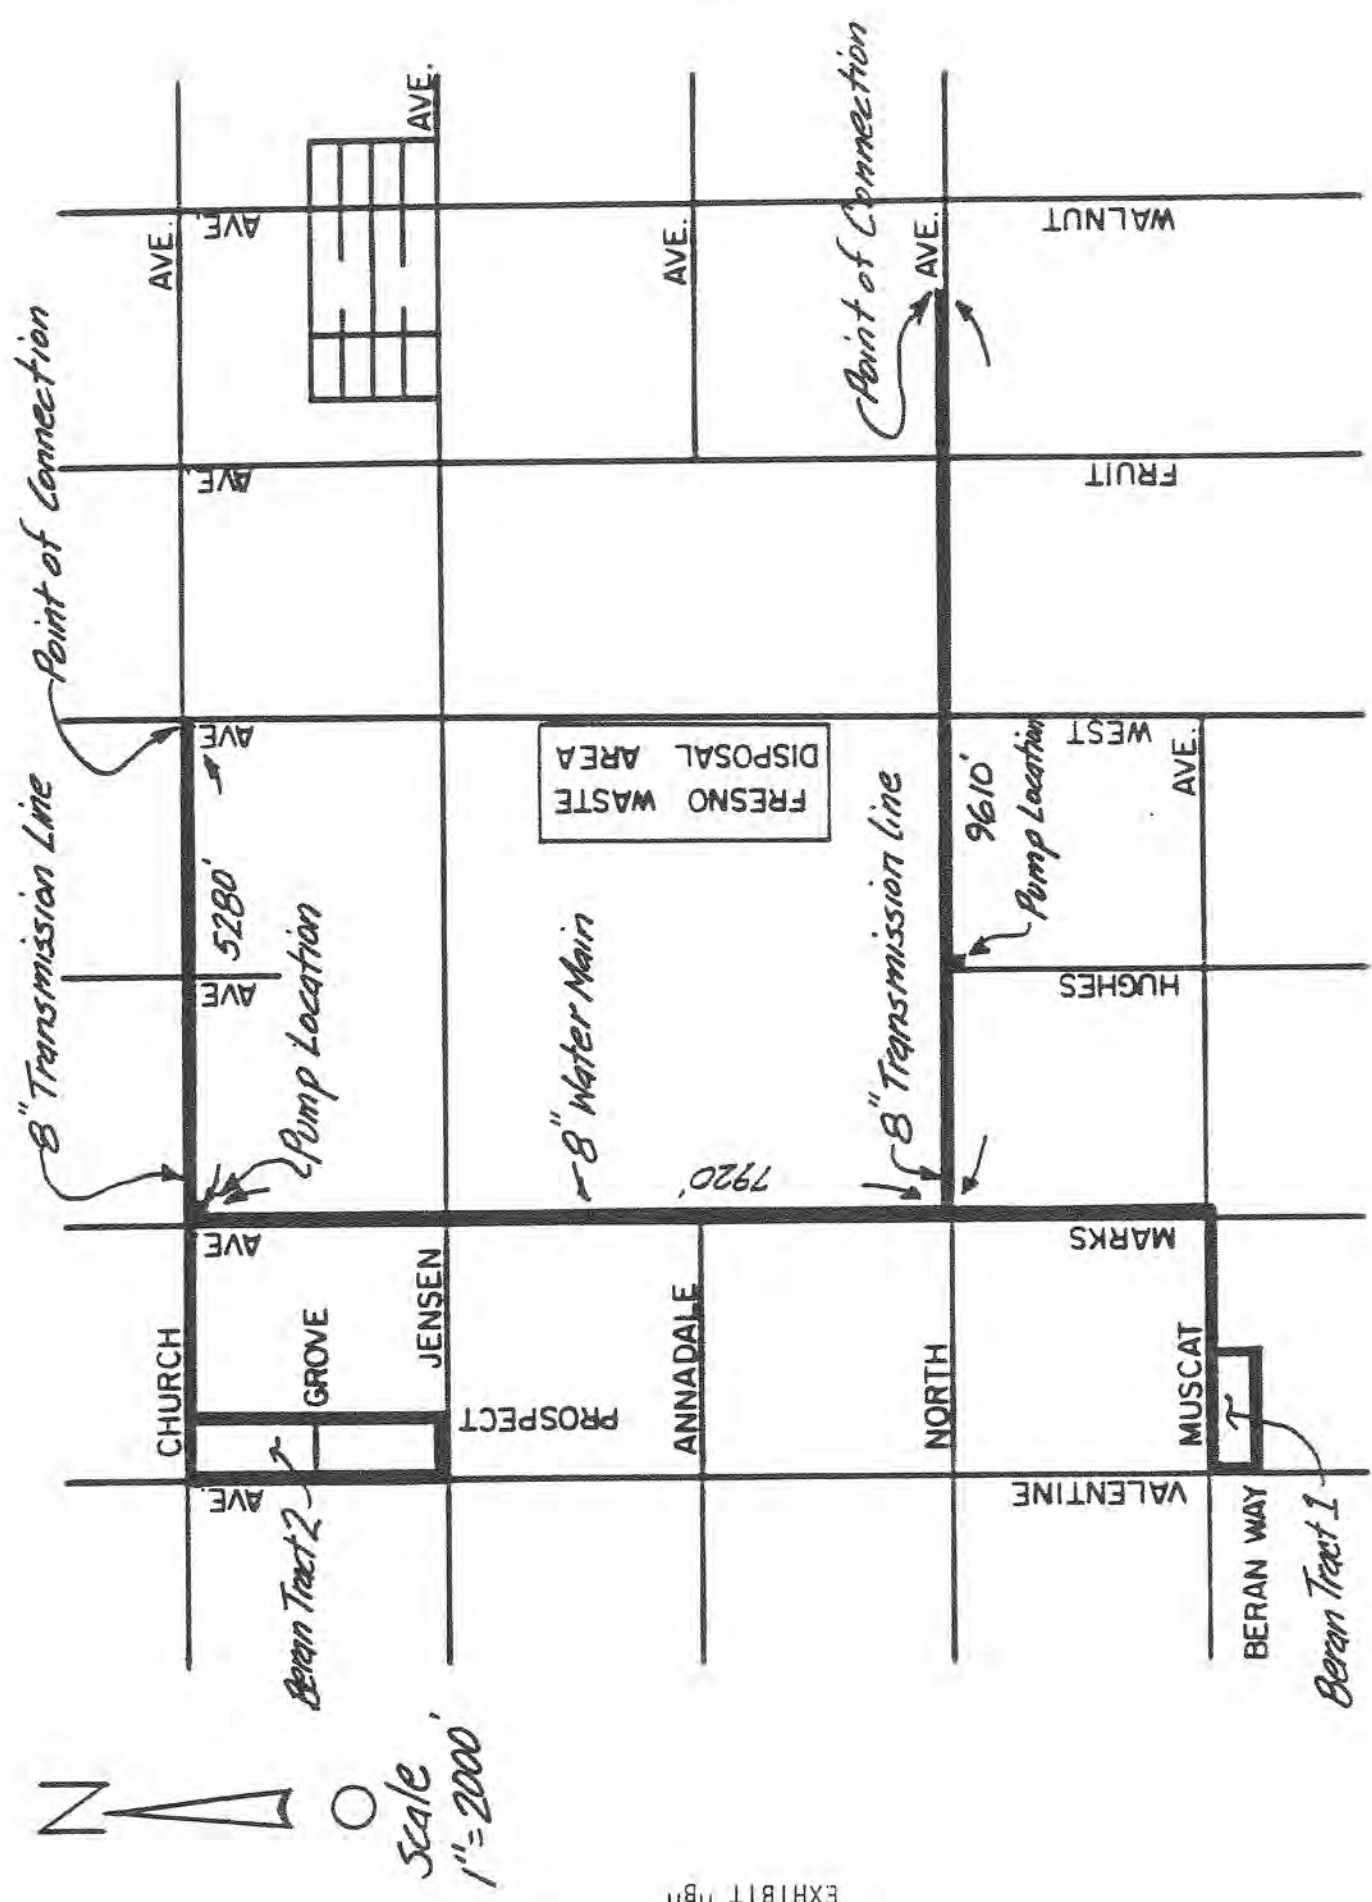 8" Transmission Line
Point of Connection
AVE.
AVE.
AVE.
AVE.
Point of Connection
AVE.
AVE.
AVE
AVE
AVE
AVE
AVE.
5280'
Pump Location
CHURCH
GROVE
JENSEN
PROSPECT
Beran Tract 2
8" Water Main
7920'
FRESNO WASTE
DISPOSAL AREA
ANNADALE
8" Transmission Line
9610'
Pump Location
NORTH
WALNUT
FRUIT
WEST
AVE.
HUGHES
MARKS
MUSCAT
VALENTINE
BERAN WAY
Beran Tract 1
N
Scale
1"=2000'
EXHIBIT "B"